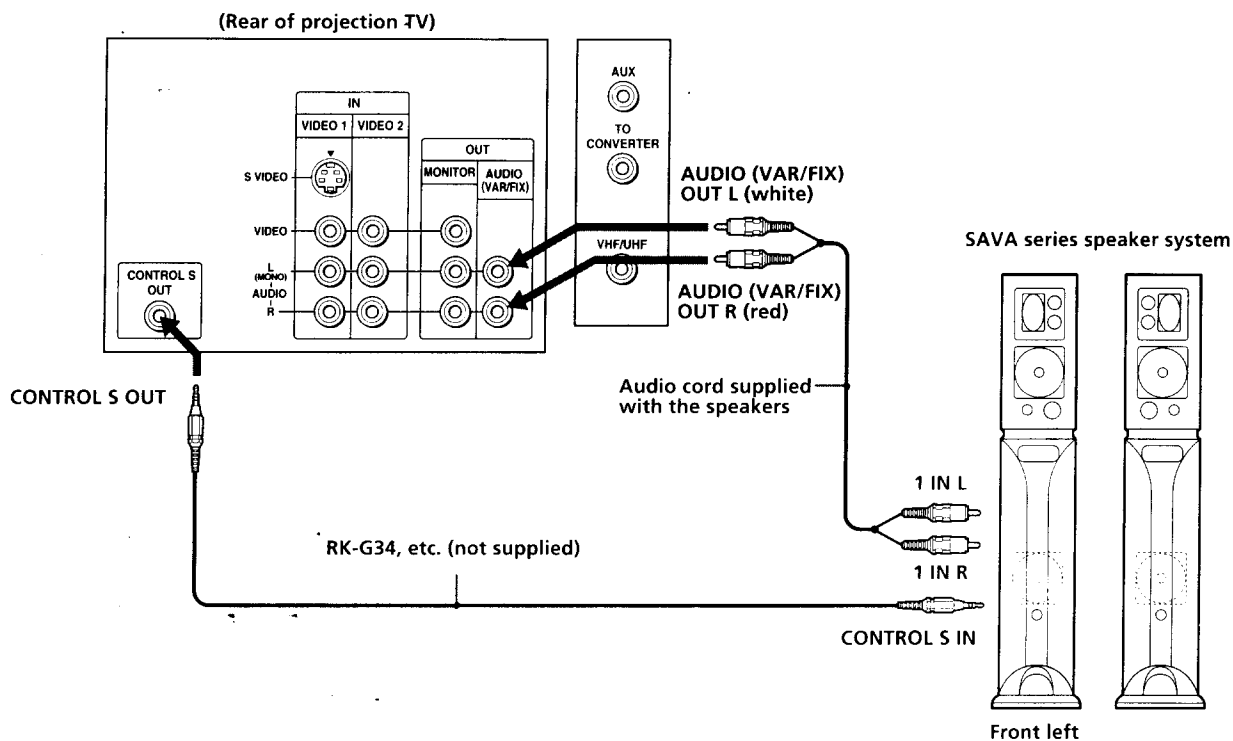 (Rear of projection TV)
IN
VIDEO 1 VIDEO 2
S VIDEO
VIDEO
L
(MONO)
AUDIO
R
OUT
MONITOR
AUDIO
(VAR/FIX)
CONTROL S
OUT
AUX
TO
CONVERTER
VHF/UHF
AUDIO (VAR/FIX)
OUT L (white)
AUDIO (VAR/FIX)
OUT R (red)
SAVA series speaker system
CONTROL S OUT
Audio cord supplied
with the speakers
1 IN L
1 IN R
RK-G34, etc. (not supplied)
CONTROL S IN
Front left